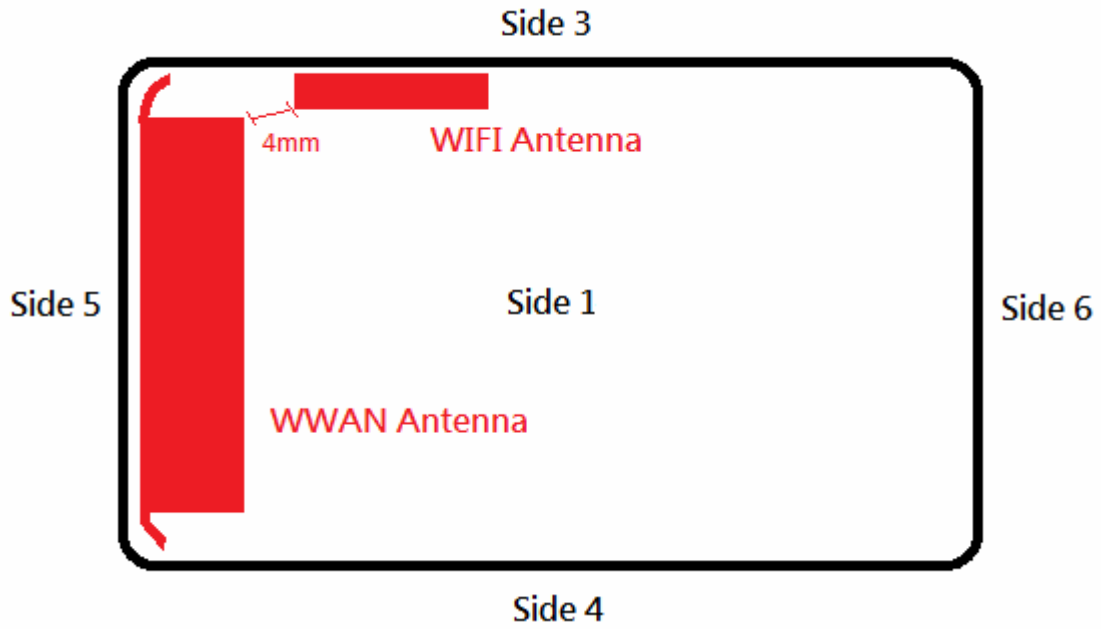 Side 3
4mm
WIFI Antenna
Side 5
Side 1
Side 6
WWAN Antenna
Side 4